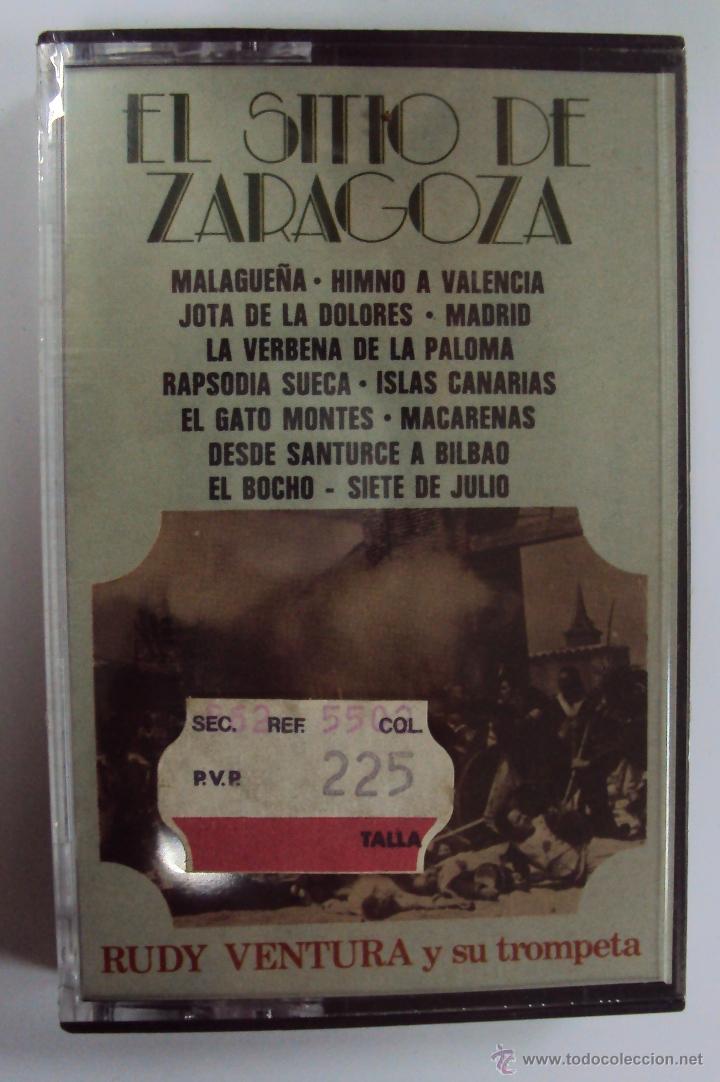 EL SITIO DE
ZARAGOZA
MALAGUEÑA · HIMNO A VALENCIA
JOTA DE LA DOLORES · MADRID
LA VERBENA DE LA PALOMA
RAPSODIA SUECA · ISLAS CANARIAS
EL GATO MONTES · MACARENAS
DESDE SANTURCE A BILBAO
EL BOCHO - SIETE DE JULIO
SEC. REF. COL.
P.V.P. 225
TALLA
RUDY VENTURA y su trompeta
www.todocoleccion.net